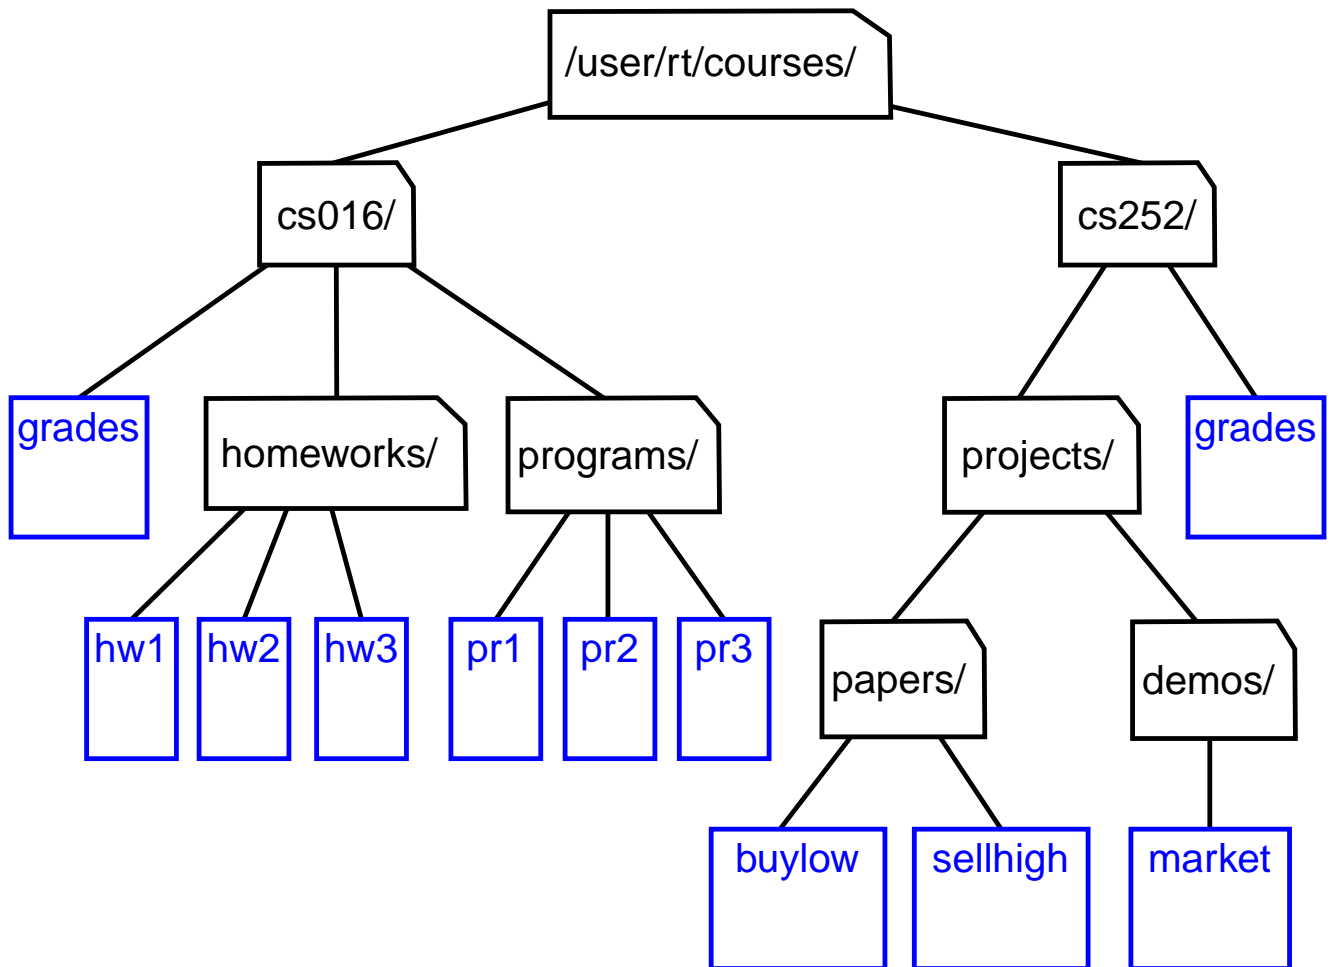 /user/rt/courses/
cs016/
cs252/
grades
homeworks/
programs/
projects/
grades
hw1
hw2
hw3
pr1
pr2
pr3
papers/
demos/
buylow
sellhigh
market